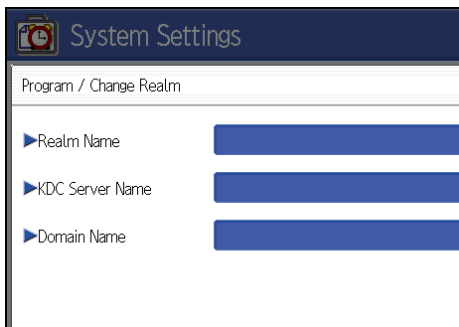 System Settings
Program / Change Realm
▶Realm Name
▶KDC Server Name
▶Domain Name